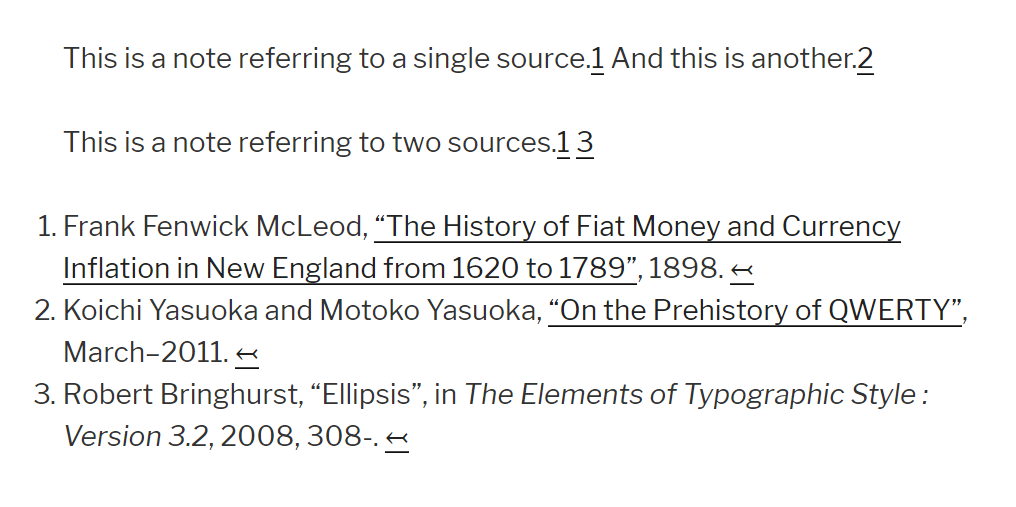 This is a note referring to a single source.1 And this is another.2
This is a note referring to two sources.1 3
1. Frank Fenwick McLeod, “The History of Fiat Money and Currency
Inflation in New England from 1620 to 1789”, 1898. ↢
2. Koichi Yasuoka and Motoko Yasuoka, “On the Prehistory of QWERTY”,
March–2011. ↢
3. Robert Bringhurst, “Ellipsis”, in The Elements of Typographic Style :
Version 3.2, 2008, 308-. ↢